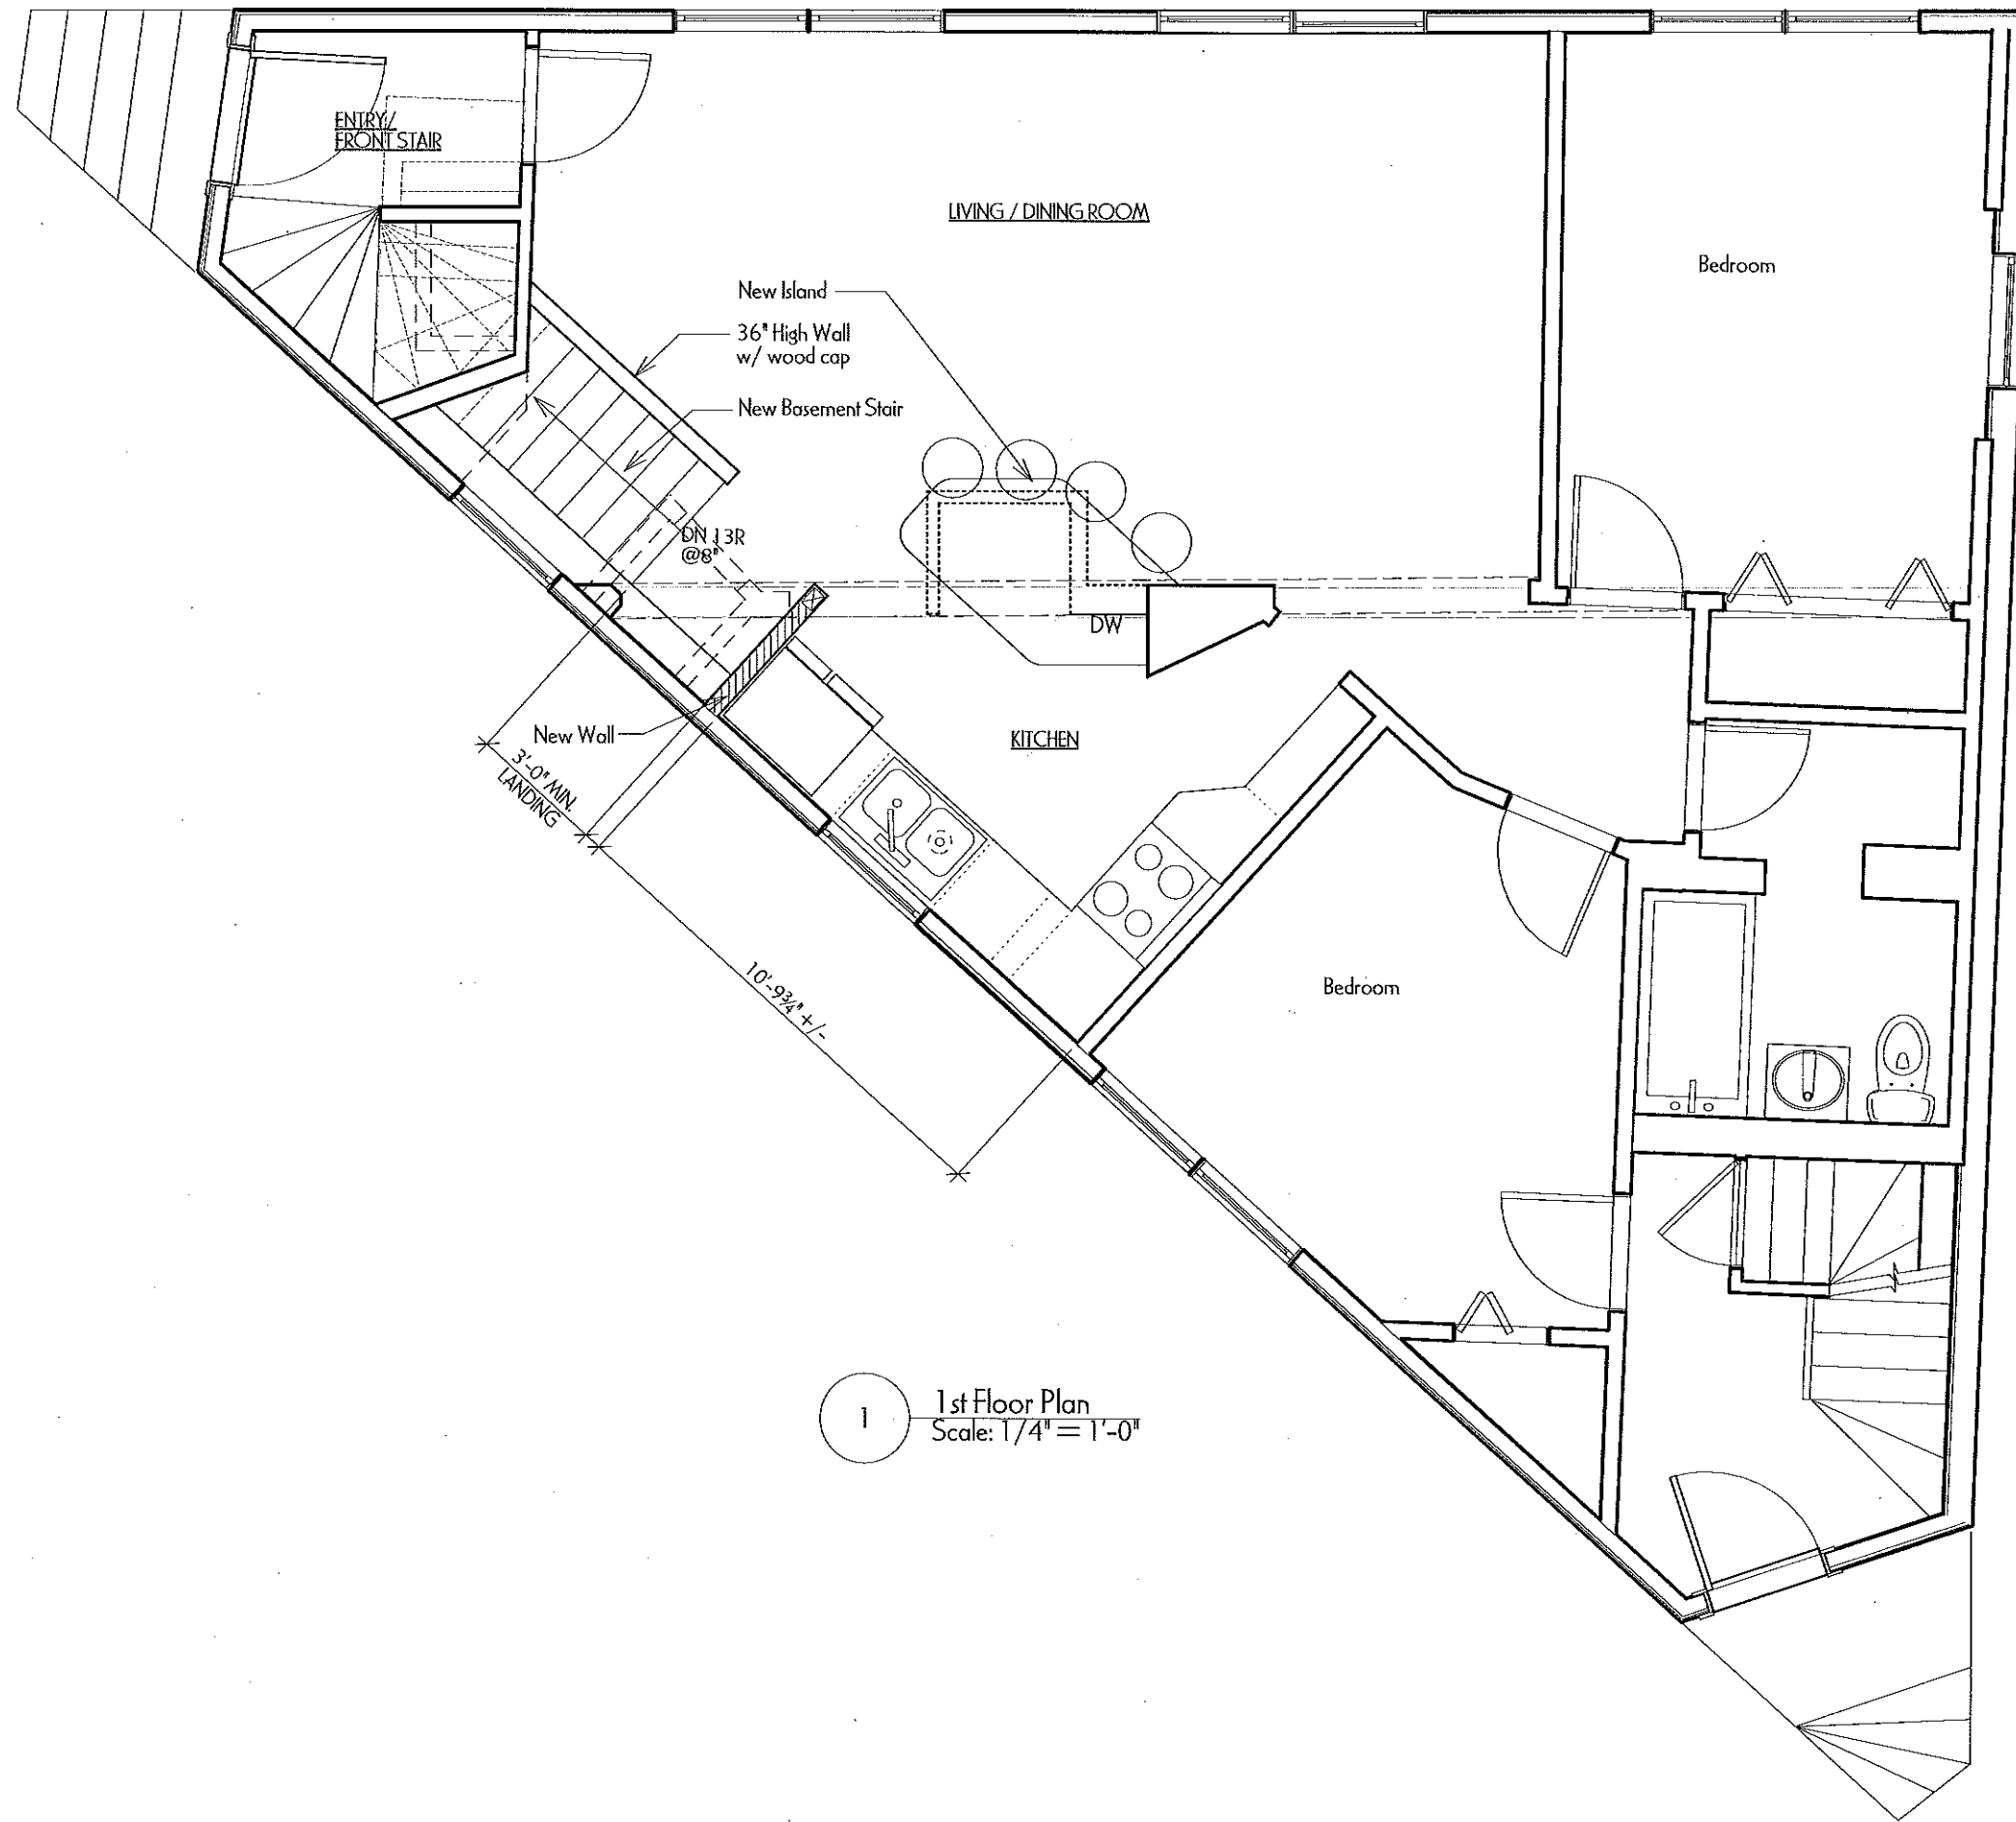 ENTRY/
FRONT STAIR
LIVING / DINING ROOM
Bedroom
New Island
36" High Wall
w/ wood cap
New Basement Stair
DN 13R
@8"
DW
New Wall
KITCHEN
3'-0" MIN.
LANDING
10'-9¾" +/-
Bedroom
1
1st Floor Plan
Scale: 1/4" = 1'-0"